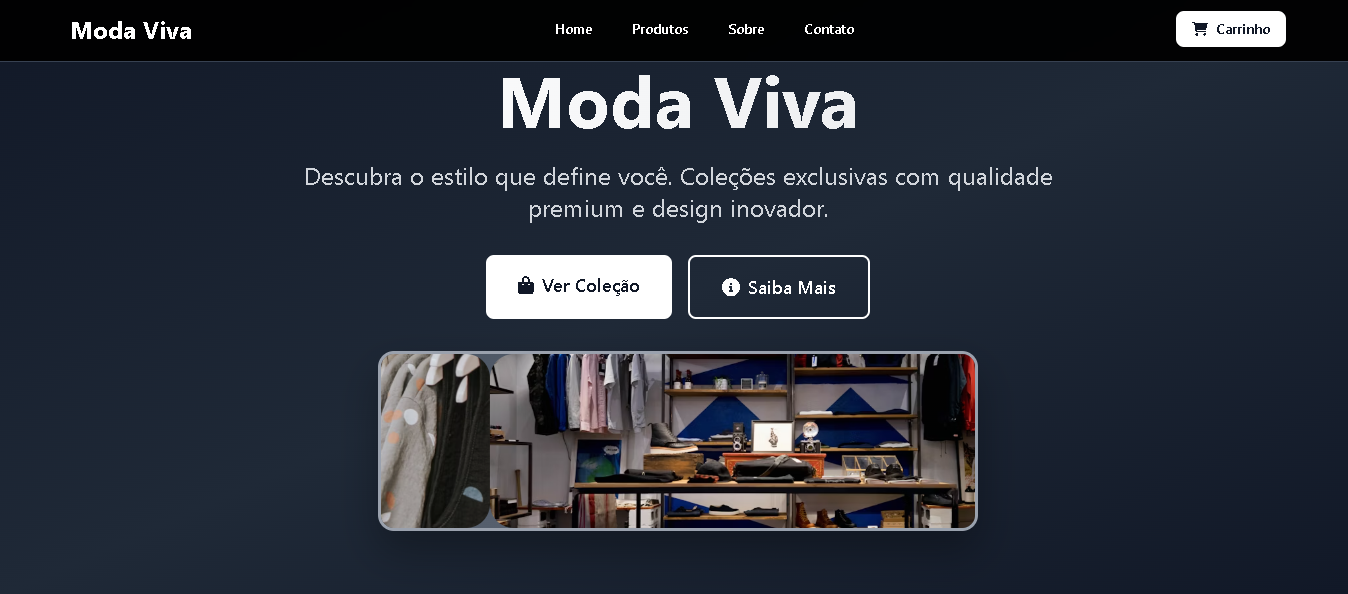 Moda Viva
Home
Produtos
Sobre
Contato
Carrinho
Moda Viva
Descubra o estilo que define você. Coleções exclusivas com qualidade
premium e design inovador.
Ver Coleção
Saiba Mais